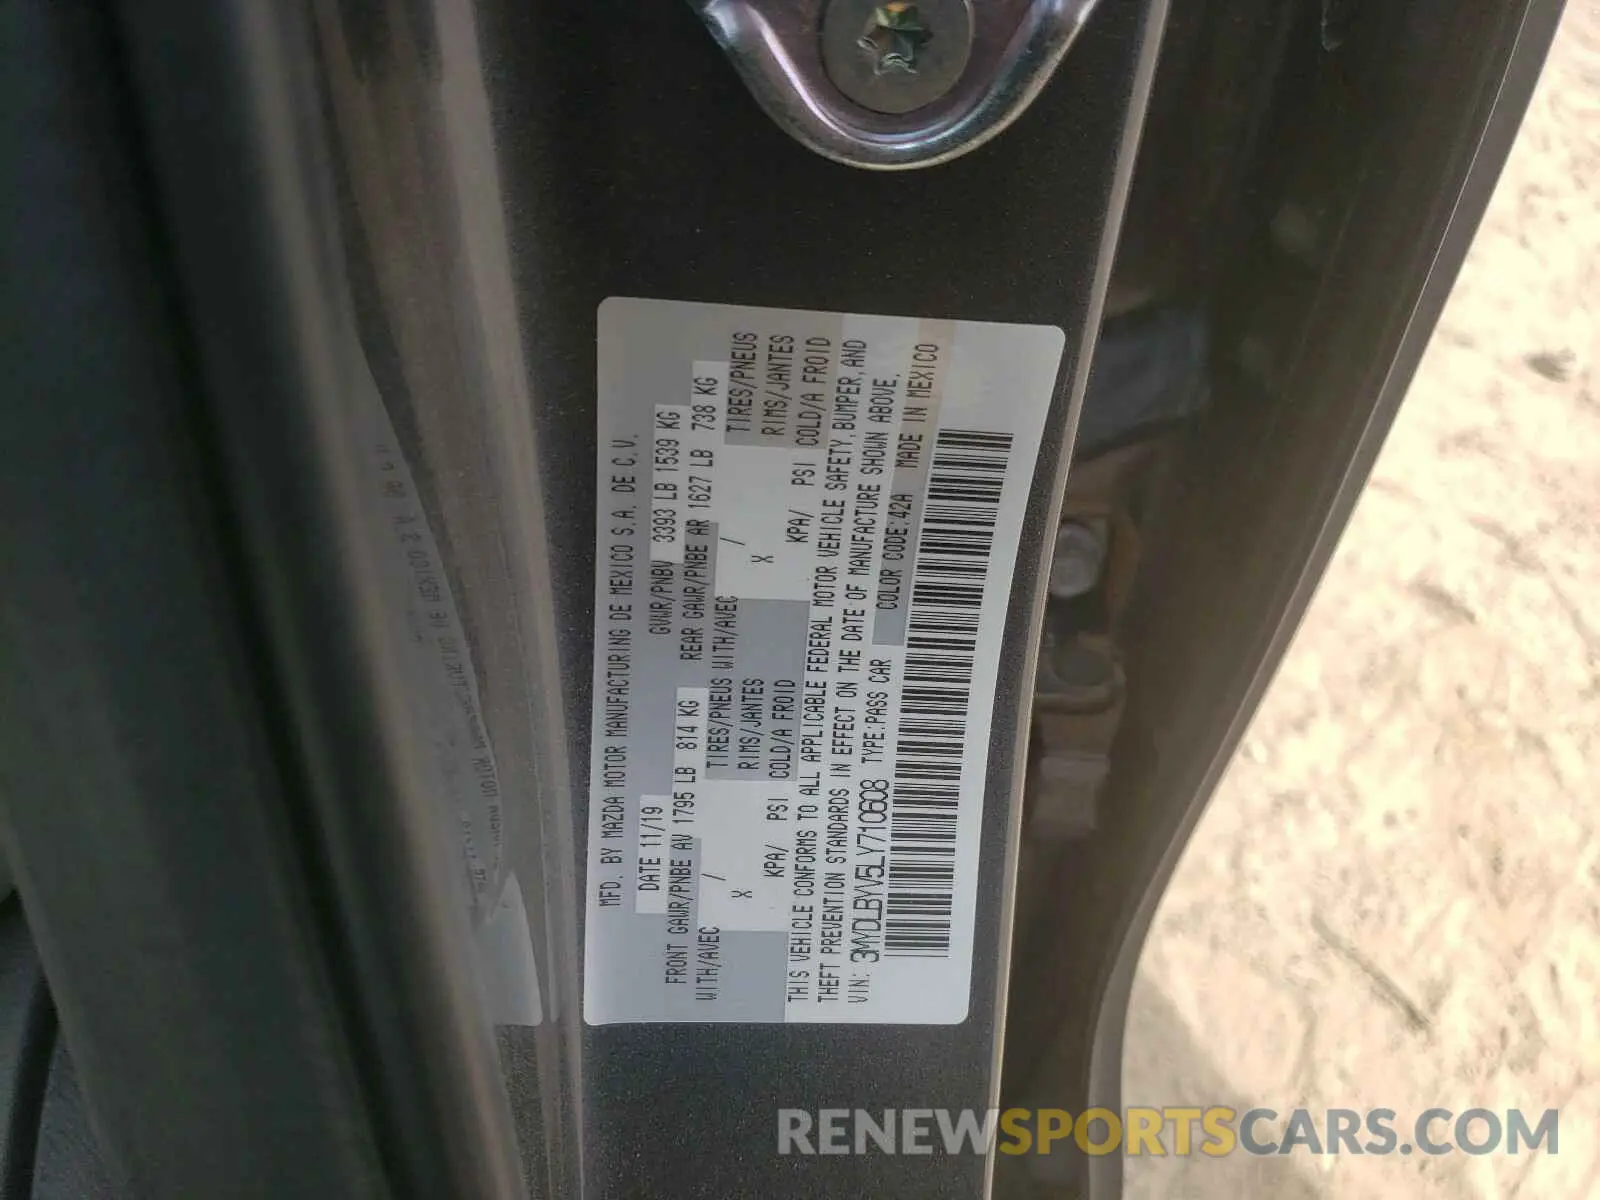 MFD. BY MAZDA MOTOR MANUFACTURING DE MEXICO S.A. DE C.V.
DATE 11/19 GVWR/PNBV 3393 LB 1539 KG
FRONT GAWR/PNBE AV 1795 LB 814 KG REAR GAWR/PNBE AR 1627 LB 738 KG
WITH/AVEC / TIRES/PNEUS WITH/AVEC / TIRES/PNEUS
X RIMS/JANTES X RIMS/JANTES
KPA/ PSI COLD/A FROID KPA/ PSI COLD/A FROID
THIS VEHICLE CONFORMS TO ALL APPLICABLE FEDERAL MOTOR VEHICLE SAFETY, BUMPER, AND
THEFT PREVENTION STANDARDS IN EFFECT ON THE DATE OF MANUFACTURE SHOWN ABOVE.
VIN: 3MYDLBYV5LY710608 TYPE:PASS CAR COLOR CODE:42A MADE IN MEXICO
RENEWSPORTSCARS.COM